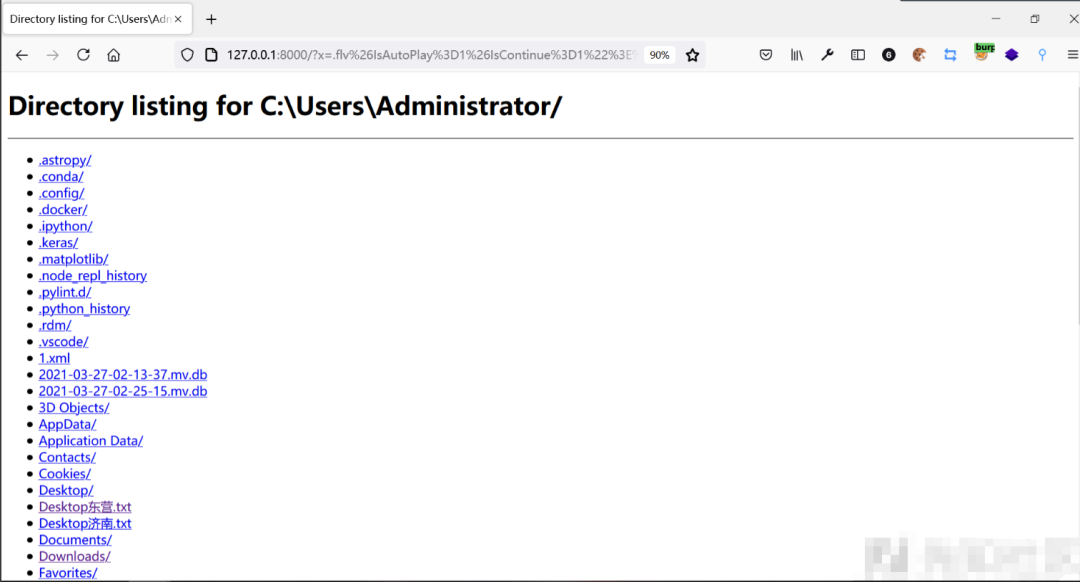 Directory listing for C:\Users\Adn
127.0.0.1:8000/?x=.flv%26IsAutoPlay%3D1%26IsContinue%3D1%22%3E%
90%
burp
Directory listing for C:\Users\Administrator/
.astropy/
.conda/
.config/
.docker/
.ipython/
.keras/
.matplotlib/
.node_repl_history
.pylint.d/
.python_history
.rdm/
.vscode/
1.xml
2021-03-27-02-13-37.mv.db
2021-03-27-02-25-15.mv.db
3D Objects/
AppData/
Application Data/
Contacts/
Cookies/
Desktop/
Desktop东营.txt
Desktop济南.txt
Documents/
Downloads/
Favorites/